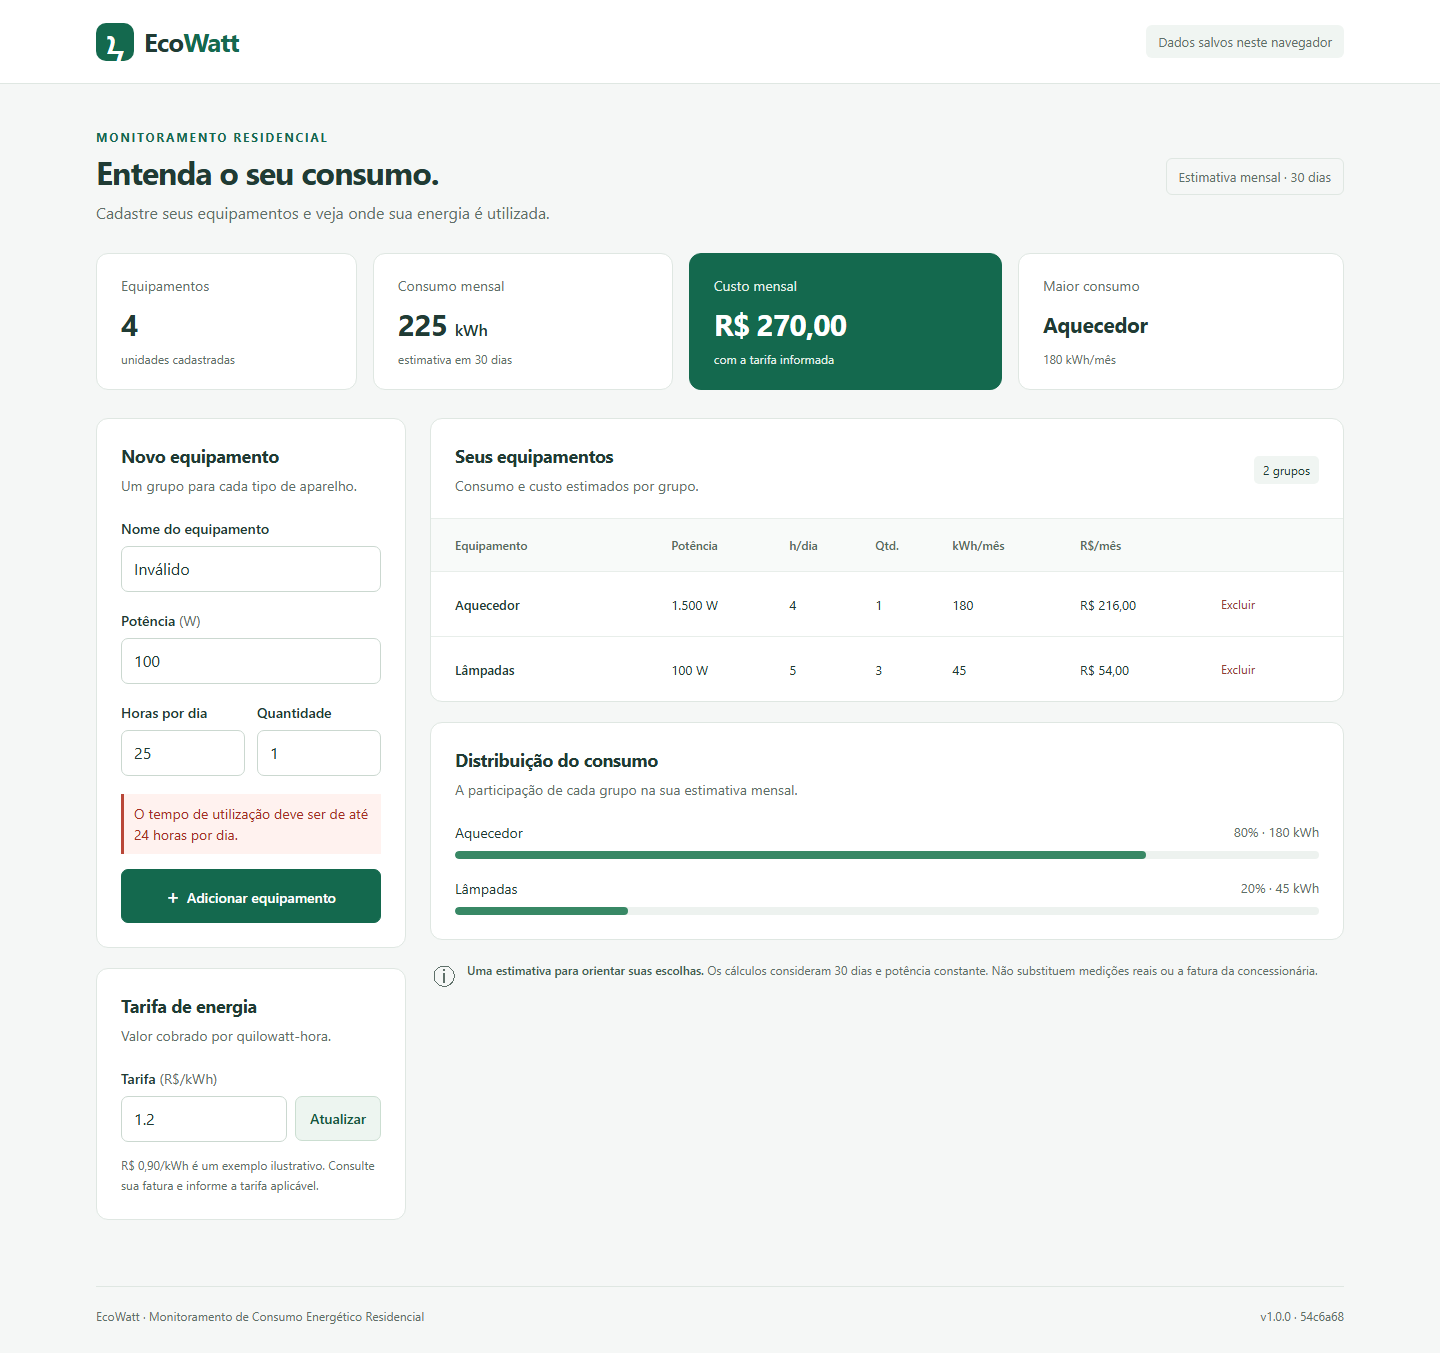 EcoWatt
Dados salvos neste navegador
MONITORAMENTO RESIDENCIAL
Entenda o seu consumo.
Cadastre seus equipamentos e veja onde sua energia é utilizada.
Estimativa mensal · 30 dias
Equipamentos
4
unidades cadastradas
Consumo mensal
225 kWh
estimativa em 30 dias
Custo mensal
R$ 270,00
com a tarifa informada
Maior consumo
Aquecedor
180 kWh/mês
Novo equipamento
Um grupo para cada tipo de aparelho.
Nome do equipamento
Inválido
Potência (W)
100
Horas por dia Quantidade
25 1
O tempo de utilização deve ser de até
24 horas por dia.
+ Adicionar equipamento
Tarifa de energia
Valor cobrado por quilowatt-hora.
Tarifa (R$/kWh)
1.2 Atualizar
R$ 0,90/kWh é um exemplo ilustrativo. Consulte
sua fatura e informe a tarifa aplicável.
Seus equipamentos
Consumo e custo estimados por grupo.
2 grupos
Equipamento Potência h/dia Qtd. kWh/mês R$/mês
Aquecedor 1.500 W 4 1 180 R$ 216,00 Excluir
Lâmpadas 100 W 5 3 45 R$ 54,00 Excluir
Distribuição do consumo
A participação de cada grupo na sua estimativa mensal.
Aquecedor 80% · 180 kWh
Lâmpadas 20% · 45 kWh
Uma estimativa para orientar suas escolhas. Os cálculos consideram 30 dias e potência constante. Não substituem medições reais ou a fatura da concessionária.
EcoWatt · Monitoramento de Consumo Energético Residencial
v1.0.0 · 54c6a68